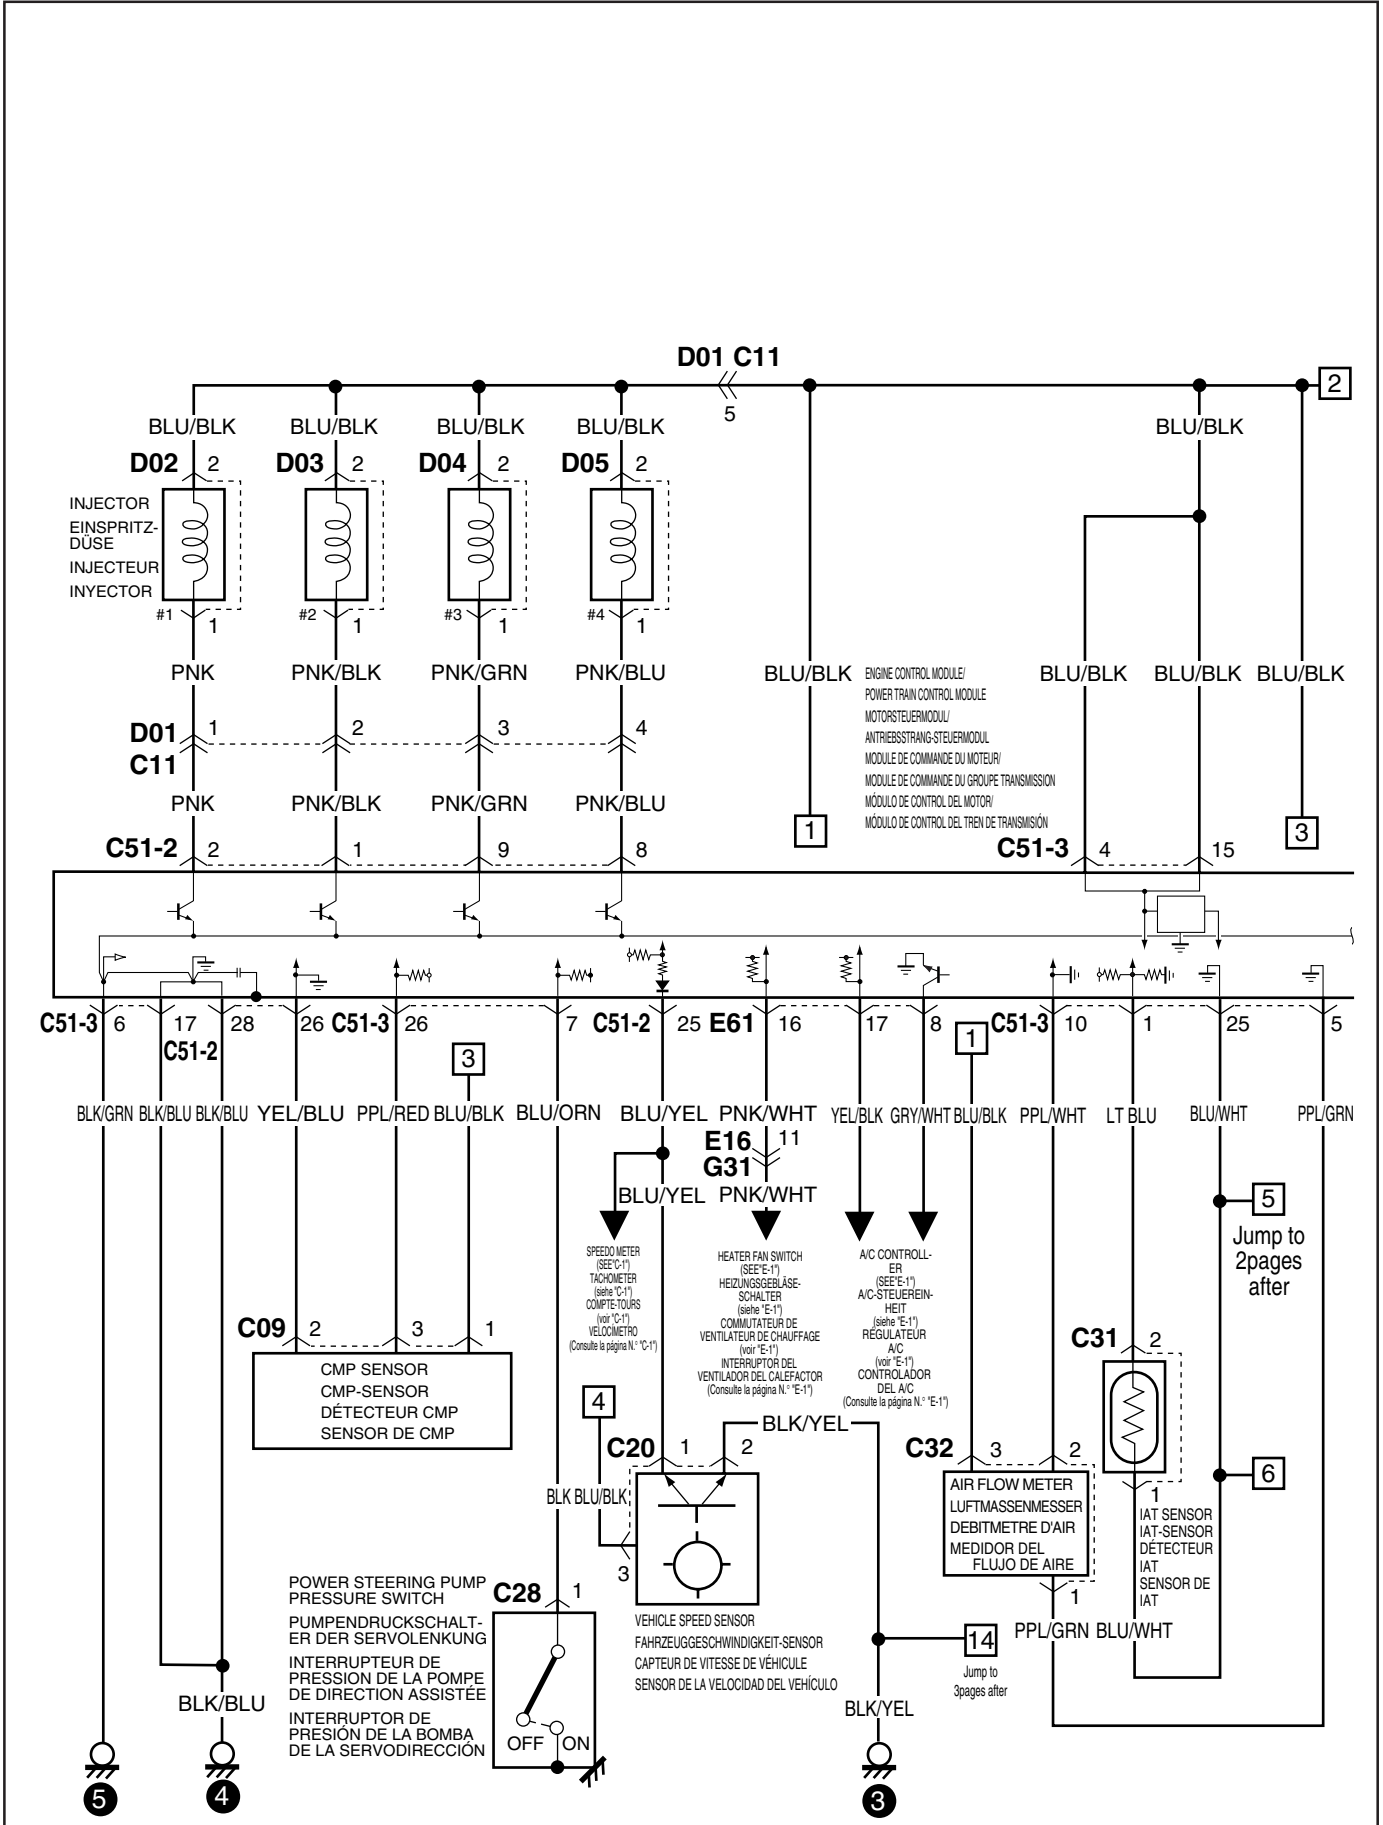 D01 C11
2
5
BLU/BLK BLU/BLK BLU/BLK BLU/BLK BLU/BLK
D02 2 D03 2 D04 2 D05 2
INJECTOR
EINSPRITZ-
DÜSE
INJECTEUR
INYECTOR
#1 1 #2 1 #3 1 #4 1
PNK PNK/BLK PNK/GRN PNK/BLU BLU/BLK BLU/BLK BLU/BLK BLU/BLK
ENGINE CONTROL MODULE/
POWER TRAIN CONTROL MODULE
MOTORSTEUERMODUL/
ANTRIEBSSTRANG-STEUERMODUL
MODULE DE COMMANDE DU MOTEUR/
MODULE DE COMMANDE DU GROUPE TRANSMISSION
MÓDULO DE CONTROL DEL MOTOR/
MÓDULO DE CONTROL DEL TREN DE TRANSMISIÓN
D01 1 2 3 4
C11
PNK PNK/BLK PNK/GRN PNK/BLU
1 3
C51-2 2 1 9 8 C51-3 4 15
C51-3 6 17 28 26 C51-3 26 7 C51-2 25 E61 16 17 8 C51-3 10 1 25 5
C51-2
3 1
BLK/GRN BLK/BLU BLK/BLU YEL/BLU PPL/RED BLU/BLK BLU/ORN BLU/YEL PNK/WHT YEL/BLK GRY/WHT BLU/BLK PPL/WHT LT BLU BLU/WHT PPL/GRN
E16 11
G31
BLU/YEL PNK/WHT
5
Jump to
2pages
after
SPEEDO METER
(SEE"C-1")
TACHOMETER
(siehe "C-1")
COMPTE-TOURS
(voir "C-1")
VELOCÍMETRO
(Consulte la página N.° "C-1")
HEATER FAN SWITCH
(SEE"E-1")
HEIZUNGSGEBLÄSE-
SCHALTER
(siehe "E-1")
COMMUTATEUR DE
VENTILATEUR DE CHAUFFAGE
(voir "E-1")
INTERRUPTOR DEL
VENTILADOR DEL CALEFACTOR
(Consulte la página N.° "E-1")
A/C CONTROLL-
ER
(SEE"E-1")
A/C-STEUEREIN-
HEIT
(siehe "E-1")
RÉGULATEUR
A/C
(voir "E-1")
CONTROLADOR
DEL A/C
(Consulte la página N.° "E-1")
C09 2 3 1
CMP SENSOR
CMP-SENSOR
DÉTECTEUR CMP
SENSOR DE CMP
C31 2
4
BLK/YEL
C20 1 2
C32 3 2
6
BLK BLU/BLK
3
AIR FLOW METER
LUFTMASSENMESSER
DEBITMETRE D'AIR
MEDIDOR DEL
FLUJO DE AIRE
1
1
IAT SENSOR
IAT-SENSOR
DÉTECTEUR
IAT
SENSOR DE
IAT
POWER STEERING PUMP
PRESSURE SWITCH
PUMPENDRUCKSCHALT-
ER DER SERVOLENKUNG
INTERRUPTEUR DE
PRESSION DE LA POMPE
DE DIRECTION ASSISTÉE
INTERRUPTOR DE
PRESIÓN DE LA BOMBA
DE LA SERVODIRECCIÓN
C28 1
OFF ON
VEHICLE SPEED SENSOR
FAHRZEUGGESCHWINDIGKEIT-SENSOR
CAPTEUR DE VITESSE DE VÉHICULE
SENSOR DE LA VELOCIDAD DEL VEHÍCULO
14
Jump to
3pages after
PPL/GRN BLU/WHT
BLK/BLU
BLK/YEL
5 4 3